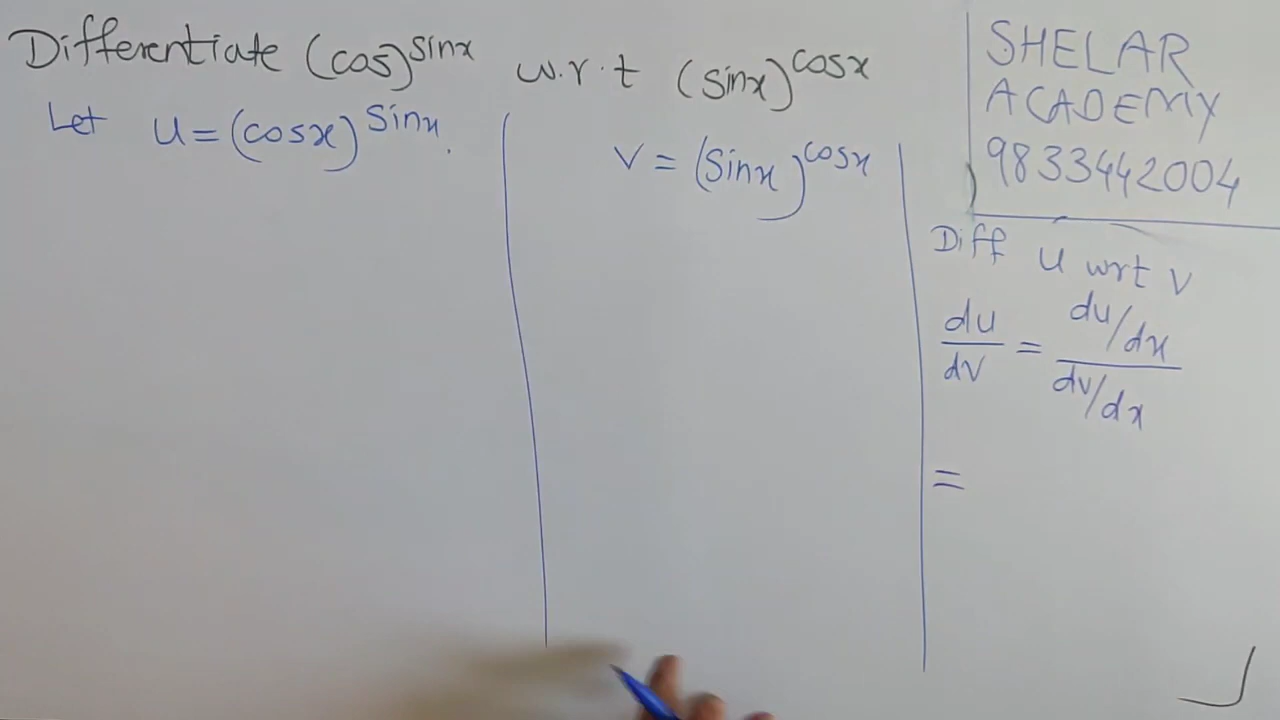 Differentiate (cos)^sinx w.r.t (sinx)^cosx
Let u = (cosx)^sinx.
v = (sinx)^cosx
SHELAR
ACADEMY
9833442004
Diff u wrt v
du/dv = du/dx / dv/dx
=